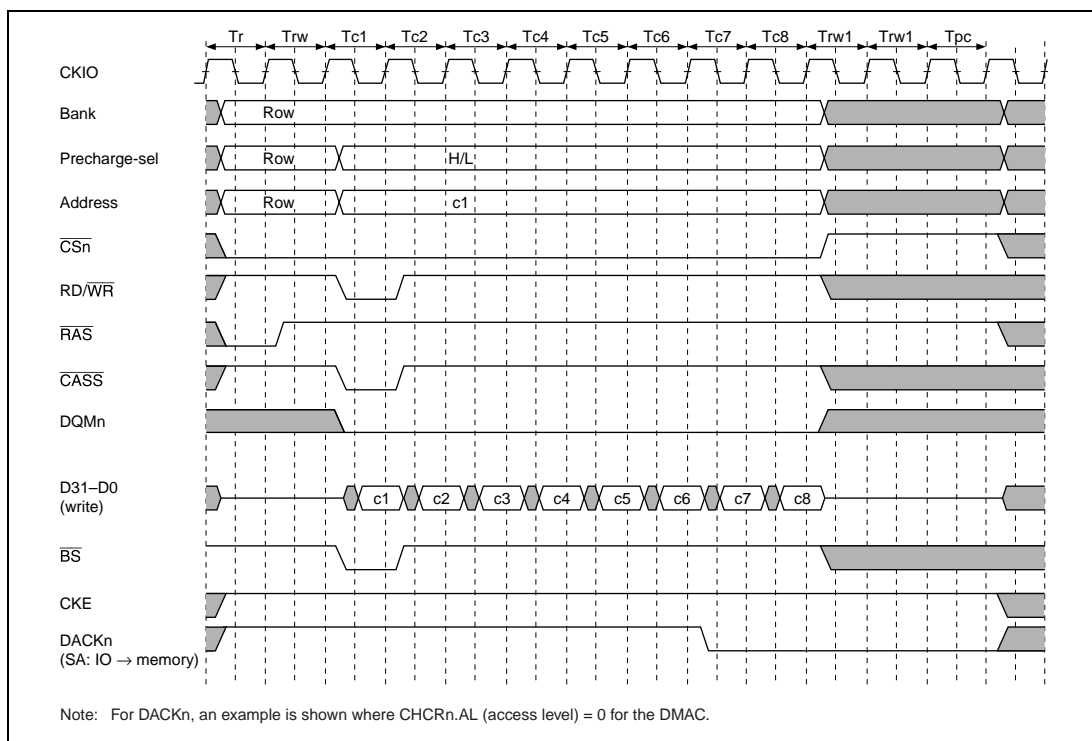 Tr Trw Tc1 Tc2 Tc3 Tc4 Tc5 Tc6 Tc7 Tc8 Trw1 Trw1 Tpc
CKIO
Bank Row
Precharge-sel Row H/L
Address Row c1
CSn
RD/WR
RAS
CASS
DQMn
D31–D0
(write)
c1 c2 c3 c4 c5 c6 c7 c8
BS
CKE
DACKn
(SA: IO → memory)
Note: For DACKn, an example is shown where CHCRn.AL (access level) = 0 for the DMAC.